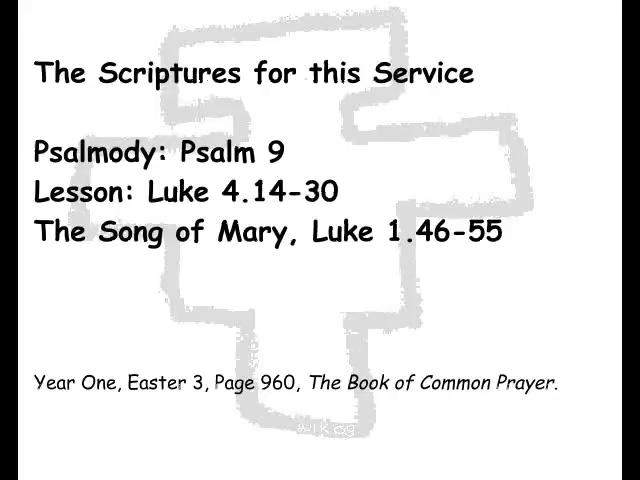 The Scriptures for this Service
Psalmody: Psalm 9
Lesson: Luke 4.14-30
The Song of Mary, Luke 1.46-55
Year One, Easter 3, Page 960, The Book of Common Prayer.